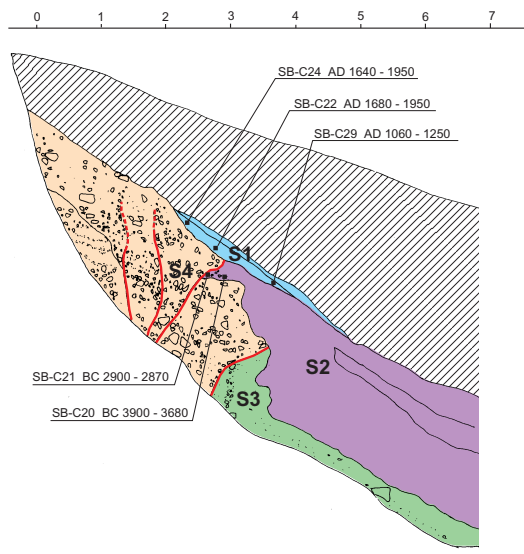 0 1 2 3 4 5 6 7
SB-C24 AD 1640 - 1950
SB-C22 AD 1680 - 1950
SB-C29 AD 1060 - 1250
S1
S4
S2
SB-C21 BC 2900 - 2870
S3
SB-C20 BC 3900 - 3680